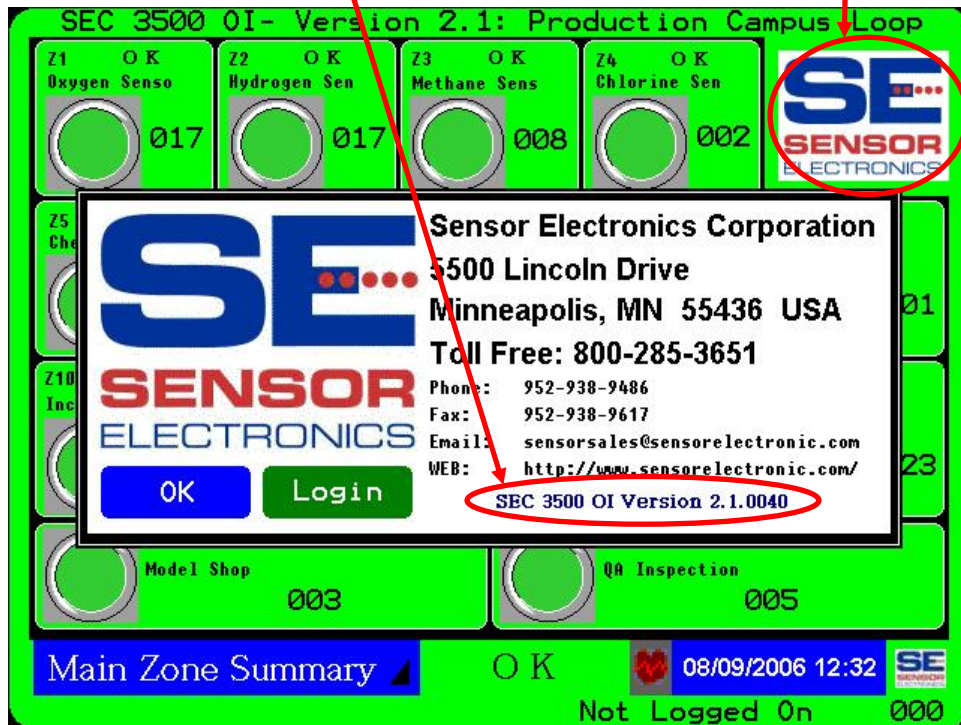 SEC 3500 OI- Version 2.1: Production Campus Loop
Z1 OK
Oxygen Senso
017
Z2 OK
Hydrogen Sen
017
Z3 OK
Methane Sens
008
Z4 OK
Chlorine Sen
002
SE
SENSOR
ELECTRONICS
Z5
Che
01
Z10
Inc
23
SE
SENSOR
ELECTRONICS
OK
Login
Sensor Electronics Corporation
5500 Lincoln Drive
Minneapolis, MN 55436 USA
Toll Free: 800-285-3651
Phone: 952-938-9486
Fax: 952-938-9617
Email: sensorsales@sensorelectronic.com
WEB: http://www.sensorelectronic.com/
SEC 3500 OI Version 2.1.0040
Model Shop
003
QA Inspection
005
Main Zone Summary
OK
08/09/2006 12:32
SE
SENSOR
Not Logged On
000